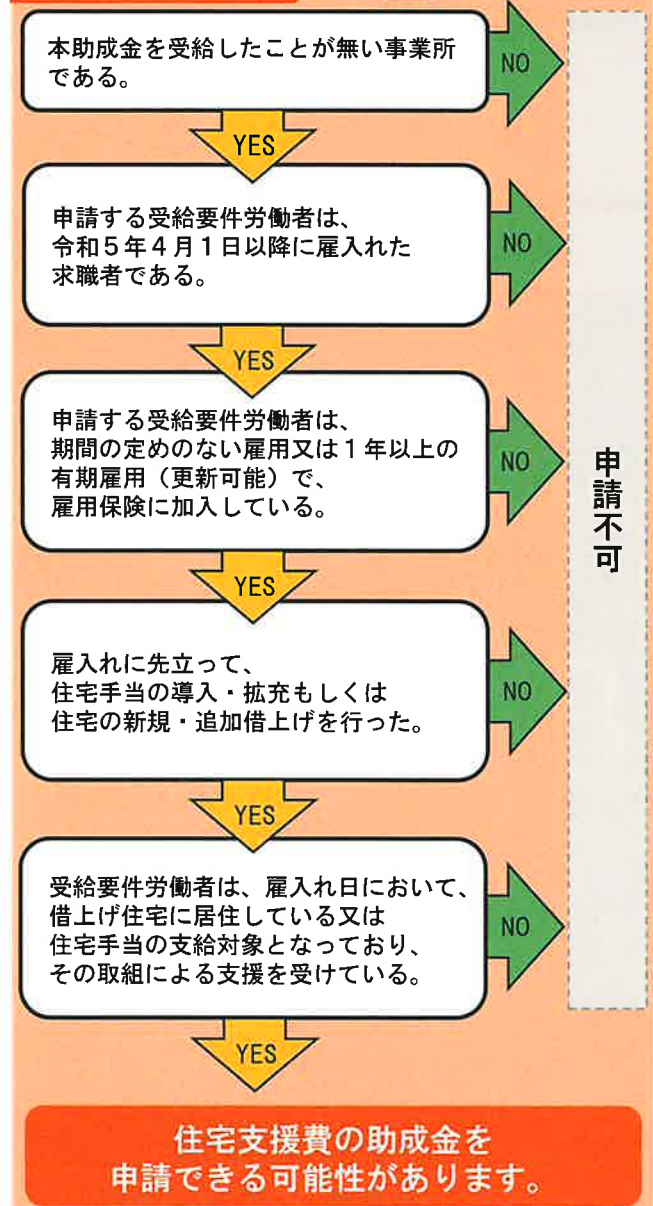 本助成金を受給したことが無い事業所
である。
NO
YES
申請する受給要件労働者は、
令和5年4月1日以降に雇入れた
求職者である。
NO
YES
申請する受給要件労働者は、
期間の定めのない雇用又は1年以上の
有期雇用（更新可能）で、
雇用保険に加入している。
NO
申請不可
YES
雇入れに先立って、
住宅手当の導入・拡充もしくは
住宅の新規・追加借上げを行った。
NO
YES
受給要件労働者は、雇入れ日において、
借上げ住宅に居住している又は
住宅手当の支給対象となっており、
その取組による支援を受けている。
NO
YES
住宅支援費の助成金を
申請できる可能性があります。